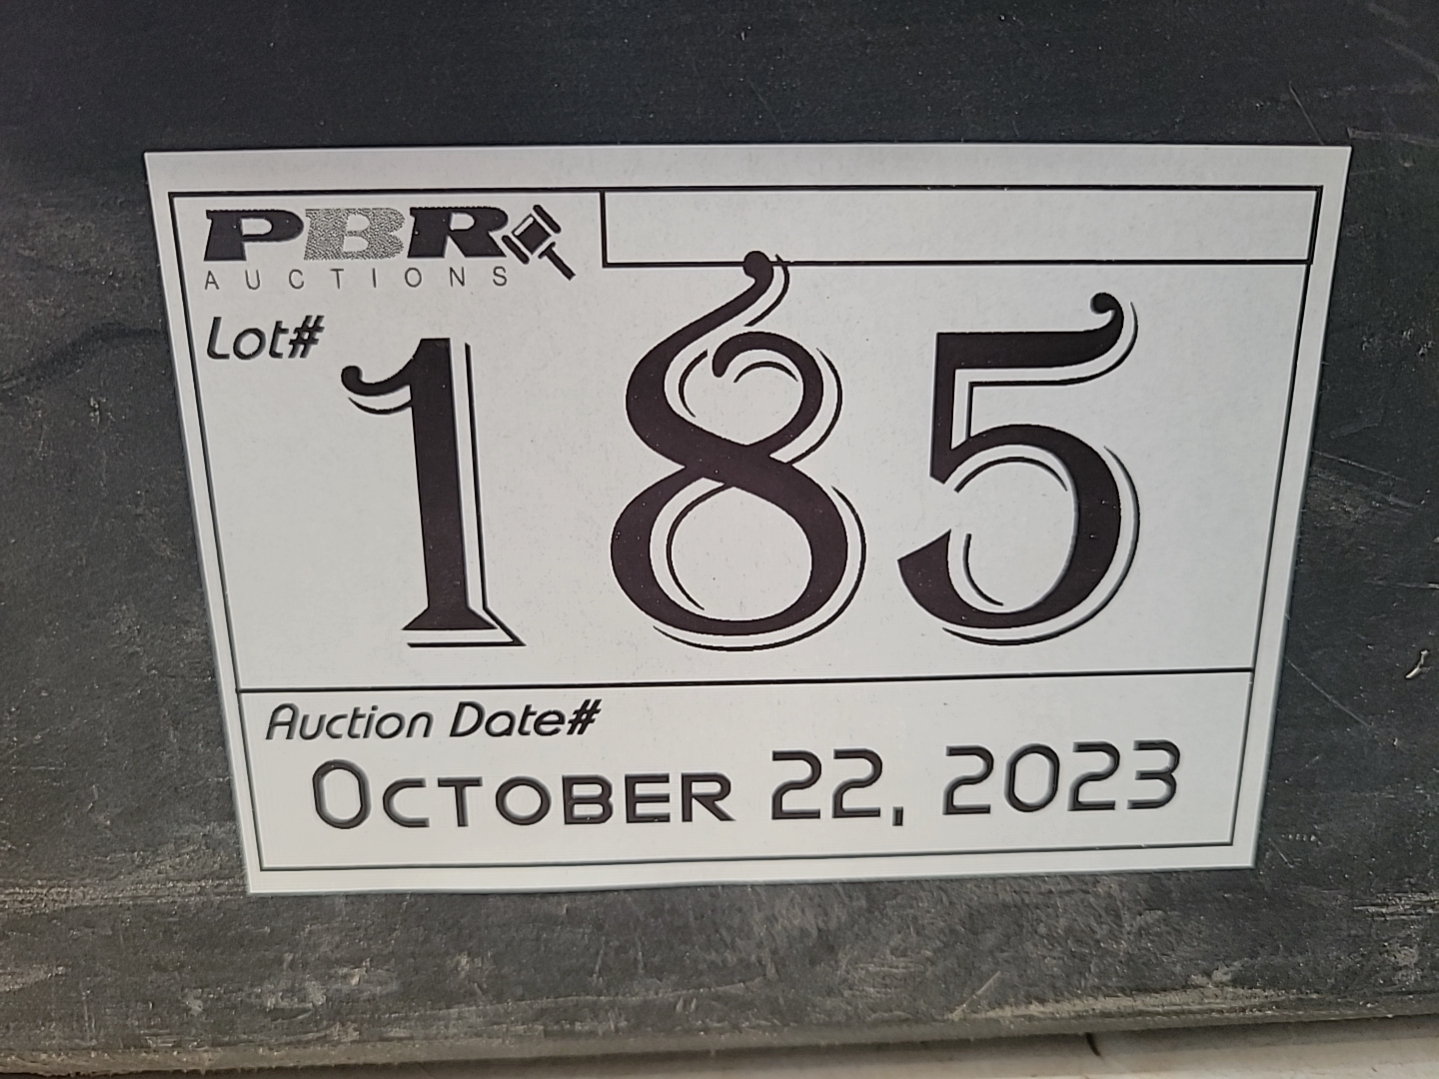 PBR
AUCTIONS
Lot#
185
Auction Date#
October 22, 2023